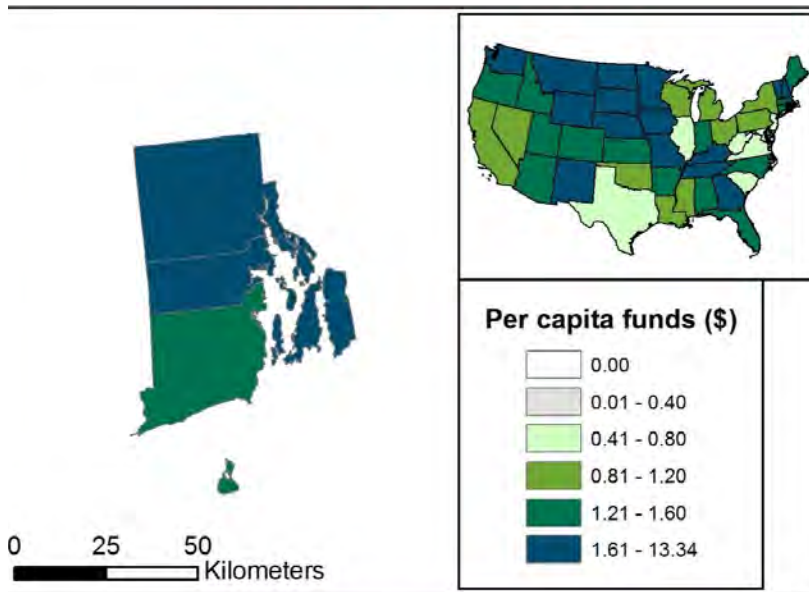 Per capita funds ($)
0.00
0.01 - 0.40
0.41 - 0.80
0.81 - 1.20
1.21 - 1.60
1.61 - 13.34
0 25 50
Kilometers